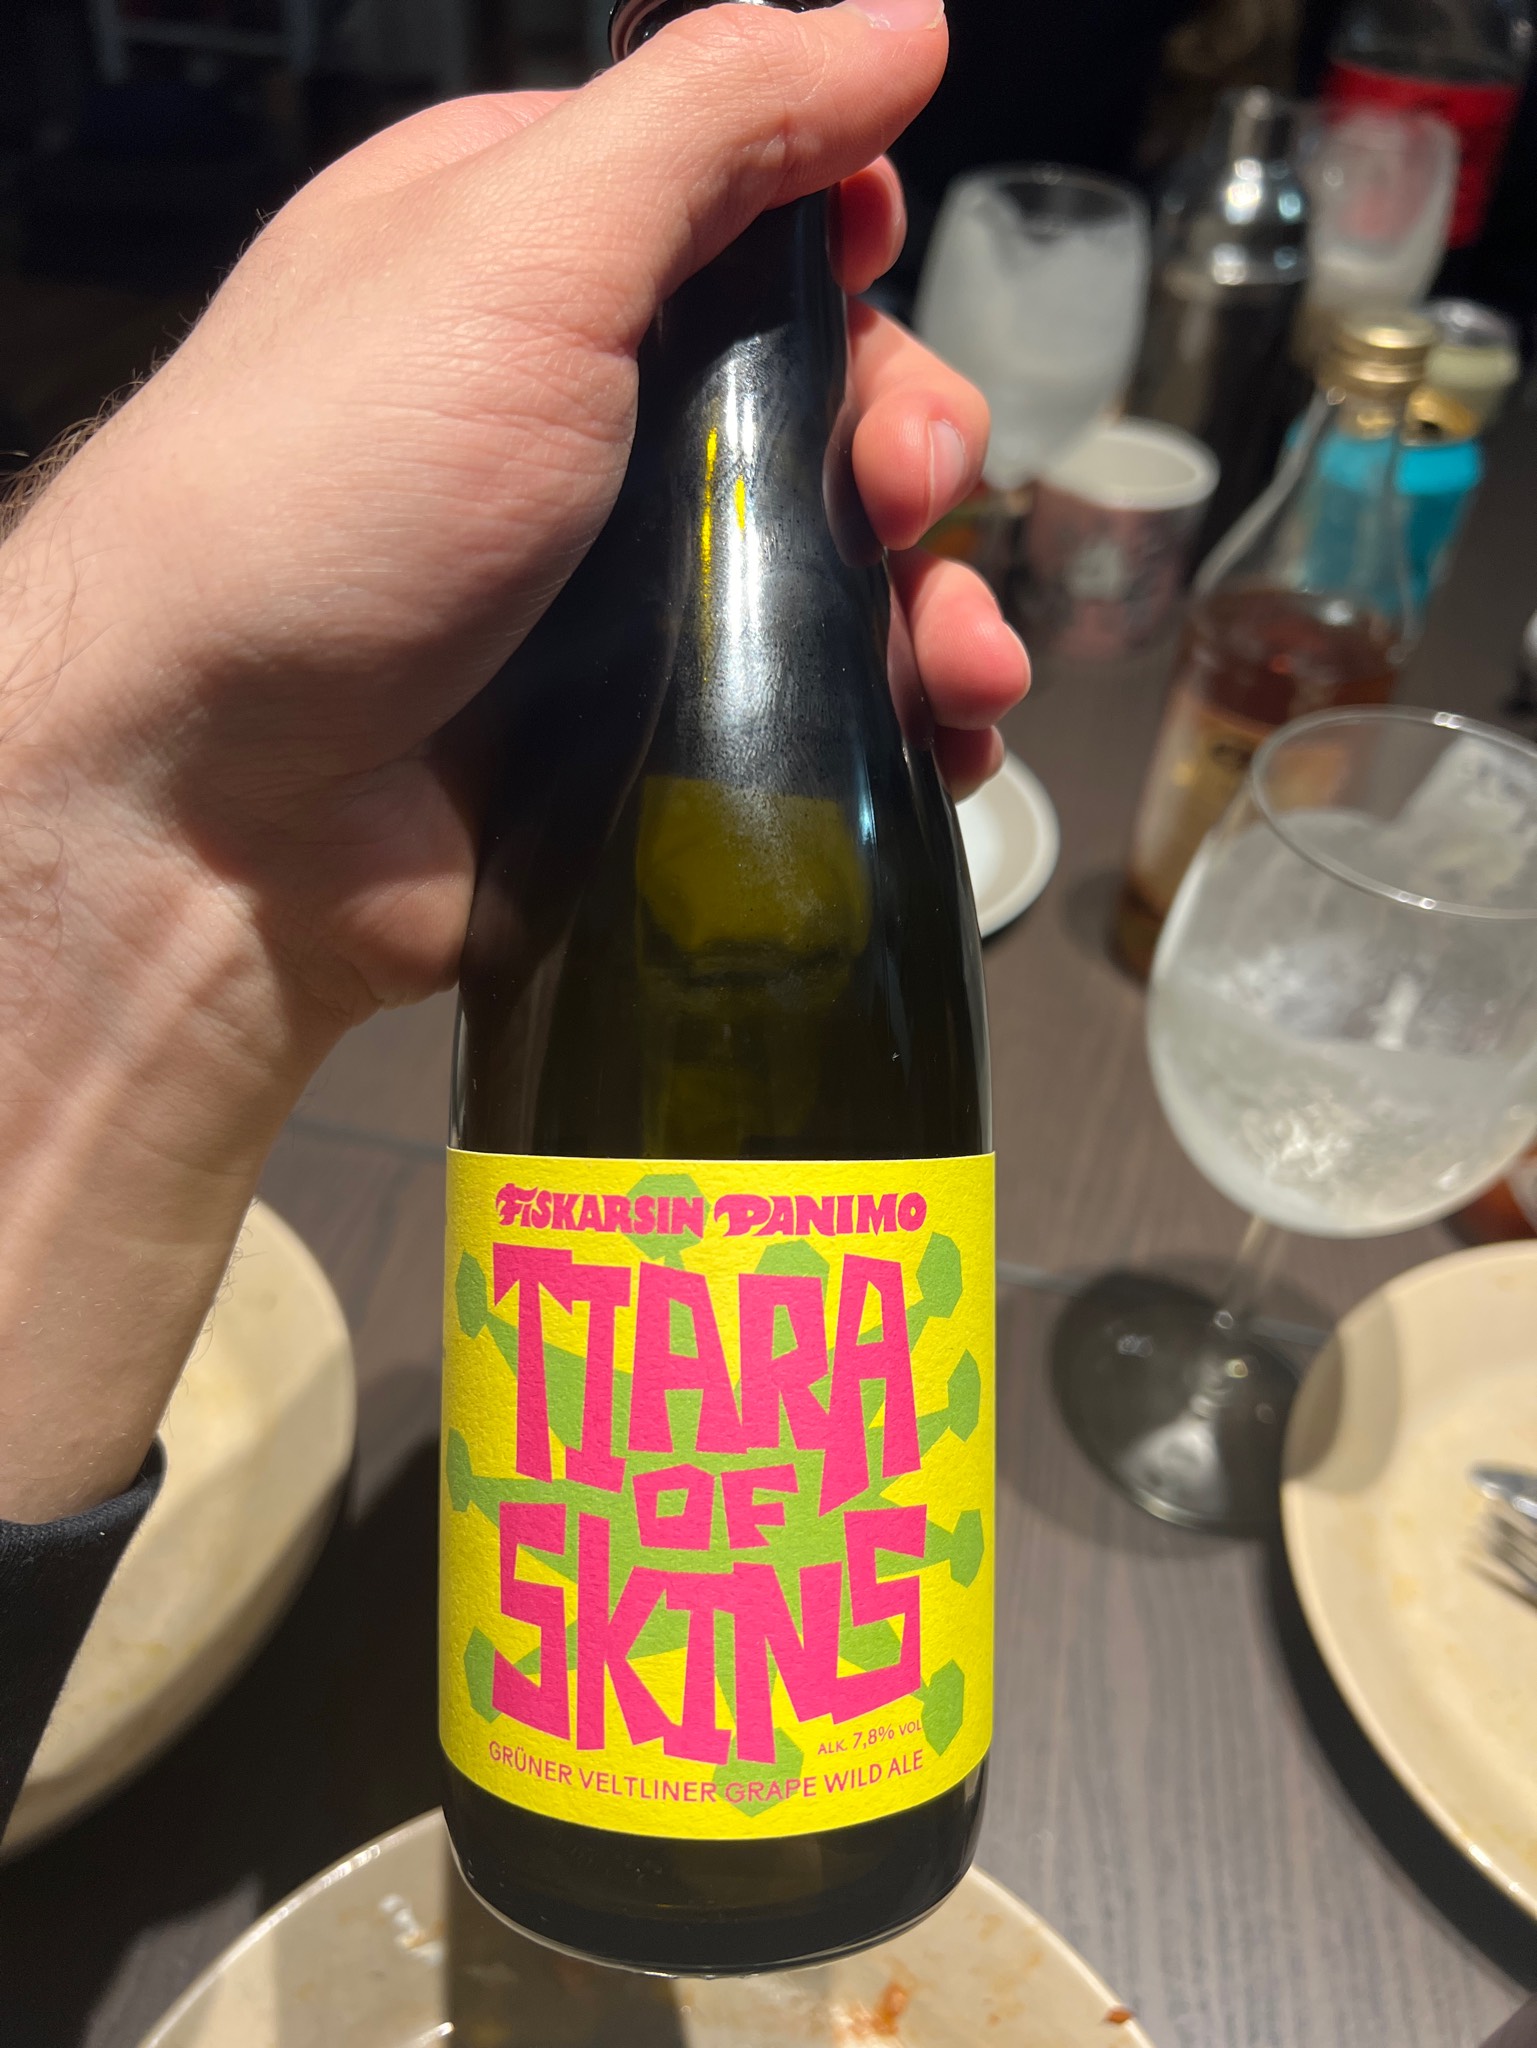 FISKARSIN PANIMO
TIARA
OF
SKINS
ALK. 7,8% VOL
GRÜNER VELTLINER GRAPE WILD ALE